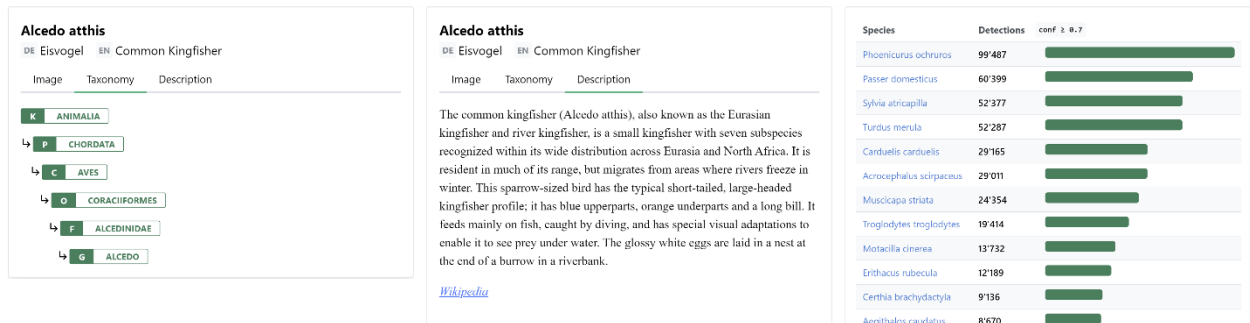 Alcedo atthis
DE Eisvogel EN Common Kingfisher
Image Taxonomy Description
K ANIMALIA
P CHORDATA
C AVES
O CORACIIFORMES
F ALCEDINIDAE
G ALCEDO
Alcedo atthis
DE Eisvogel EN Common Kingfisher
Image Taxonomy Description
The common kingfisher (Alcedo atthis), also known as the Eurasian
kingfisher and river kingfisher, is a small kingfisher with seven subspecies
recognized within its wide distribution across Eurasia and North Africa. It is
resident in much of its range, but migrates from areas where rivers freeze in
winter. This sparrow-sized bird has the typical short-tailed, large-headed
kingfisher profile; it has blue upperparts, orange underparts and a long bill. It
feeds mainly on fish, caught by diving, and has special visual adaptations to
enable it to see prey under water. The glossy white eggs are laid in a nest at
the end of a burrow in a riverbank.
Wikipedia
Species Detections conf ≥ 0.7
Phoenicurus ochruros 99'487
Passer domesticus 60'399
Sylvia atricapilla 52'377
Turdus merula 52'287
Carduelis carduelis 29'165
Acrocephalus scirpaceus 29'011
Muscicapa striata 24'354
Troglodytes troglodytes 19'414
Motacilla cinerea 13'732
Erithacus rubecula 12'189
Certhia brachydactyla 9'136
Aegithalos caudatus 8'670